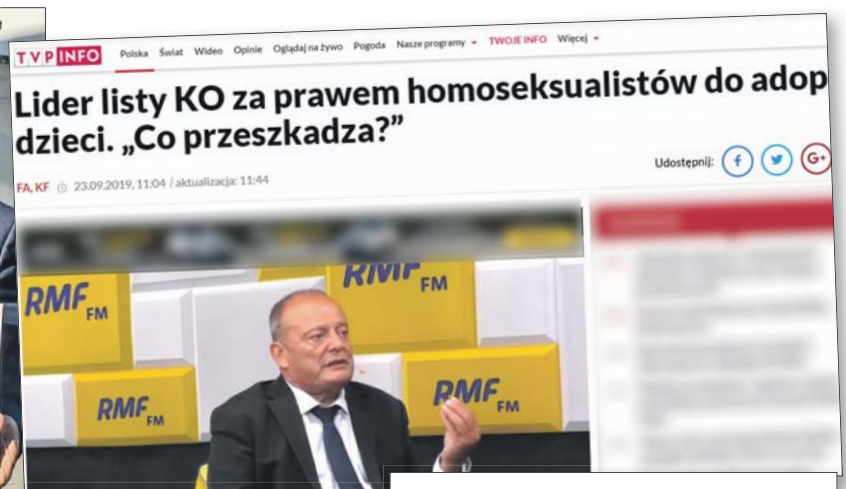 TVP INFO Polska Świat Wideo Opinie Oglądaj na żywo Pogoda Nasze programy TWOJE INFO Więcej
Lider listy KO za prawem homoseksualistów do adop
dzieci. „Co przeszkadza?”
Udostępnij: f G+
FA, KF 23.09.2019, 11:04 / aktualizacja: 11:44
RMF FM
RMF FM
RMF FM
RMF FM